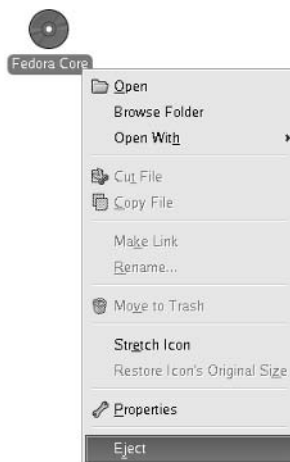 Fedora Core
Open
Browse Folder
Open With
Cut File
Copy File
Make Link
Rename...
Move to Trash
Stretch Icon
Restore Icon's Original Size
Properties
Eject